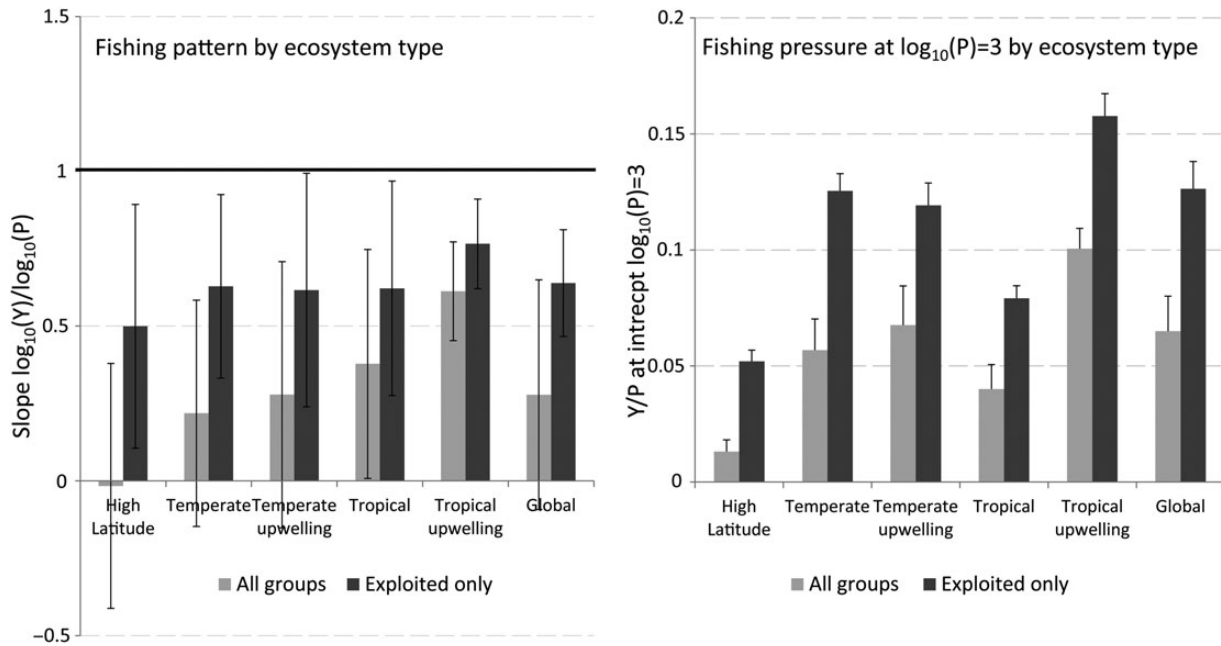 Fishing pattern by ecosystem type
Slope log₁₀(Y)/log₁₀(P)
1.5
1
0.5
0
−0.5
High Latitude
Temperate
Temperate upwelling
Tropical
Tropical upwelling
Global
All groups
Exploited only
Fishing pressure at log₁₀(P)=3 by ecosystem type
Y/P at intrecpt log₁₀(P)=3
0.2
0.15
0.1
0.05
0
High Latitude
Temperate
Temperate upwelling
Tropical
Tropical upwelling
Global
All groups
Exploited only